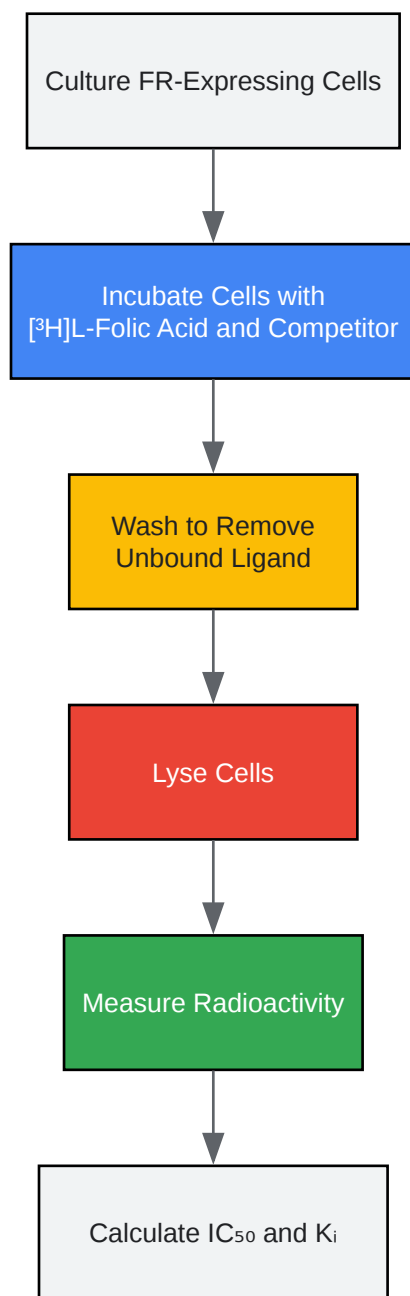 Culture FR-Expressing Cells
Incubate Cells with
[³H]L-Folic Acid and Competitor
Wash to Remove
Unbound Ligand
Lyse Cells
Measure Radioactivity
Calculate IC₅₀ and Kᵢ